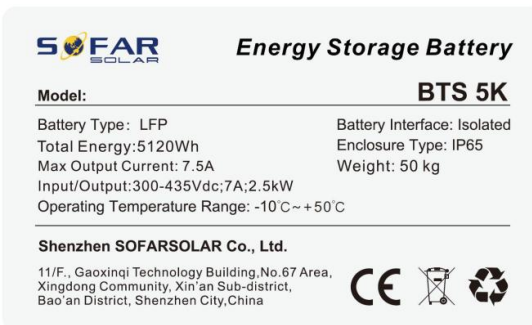 SOFAR
SOLAR
Energy Storage Battery
Model: BTS 5K
Battery Type: LFP
Battery Interface: Isolated
Total Energy:5120Wh
Enclosure Type: IP65
Max Output Current: 7.5A
Weight: 50 kg
Input/Output:300-435Vdc;7A;2.5kW
Operating Temperature Range: -10℃~+50℃
Shenzhen SOFARSOLAR Co., Ltd.
11/F., Gaoxinqi Technology Building,No.67 Area,
Xingdong Community, Xin'an Sub-district,
Bao'an District, Shenzhen City,China
CE